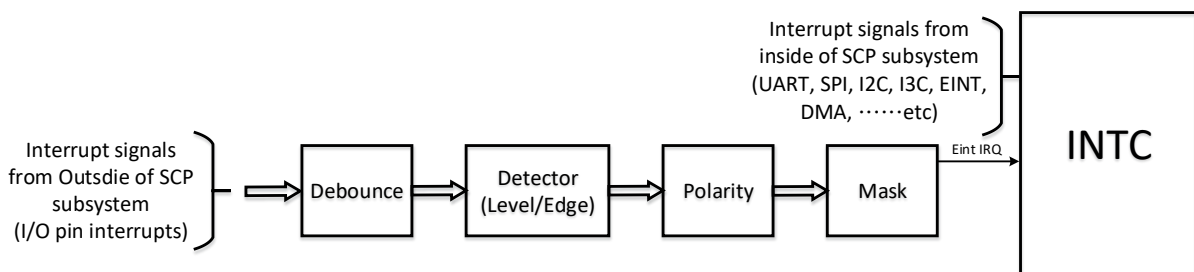 Interrupt signals from
inside of SCP subsystem
(UART, SPI, I2C, I3C, EINT,
DMA, ······etc)
INTC
Eint IRQ
Interrupt signals
from Outsdie of SCP
subsystem
(I/O pin interrupts)
Debounce
Detector
(Level/Edge)
Polarity
Mask